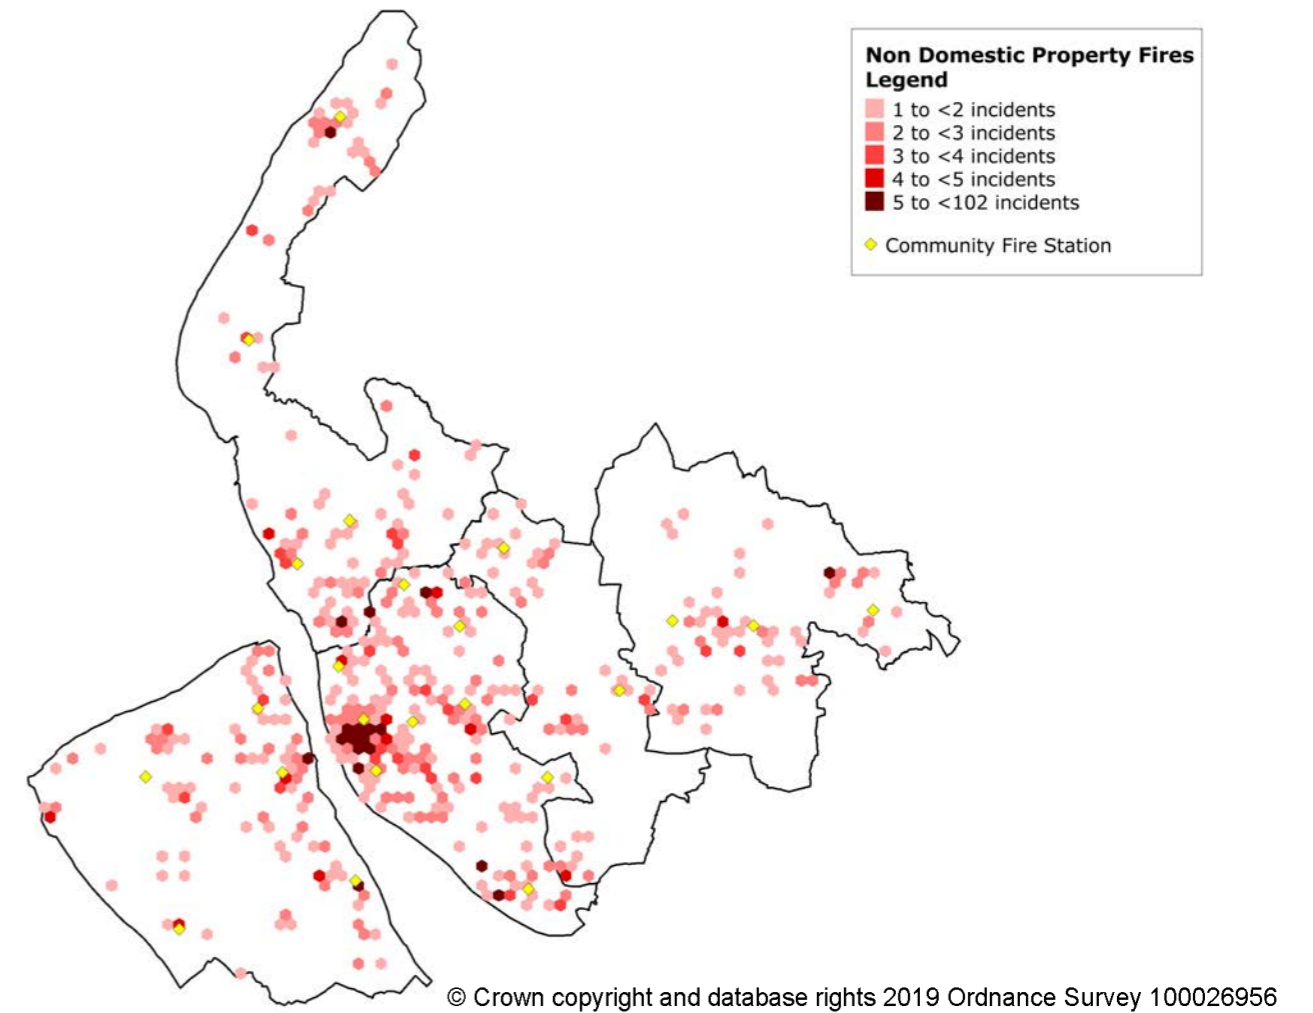 Non Domestic Property Fires
Legend
1 to <2 incidents
2 to <3 incidents
3 to <4 incidents
4 to <5 incidents
5 to <102 incidents
Community Fire Station
© Crown copyright and database rights 2019 Ordnance Survey 100026956